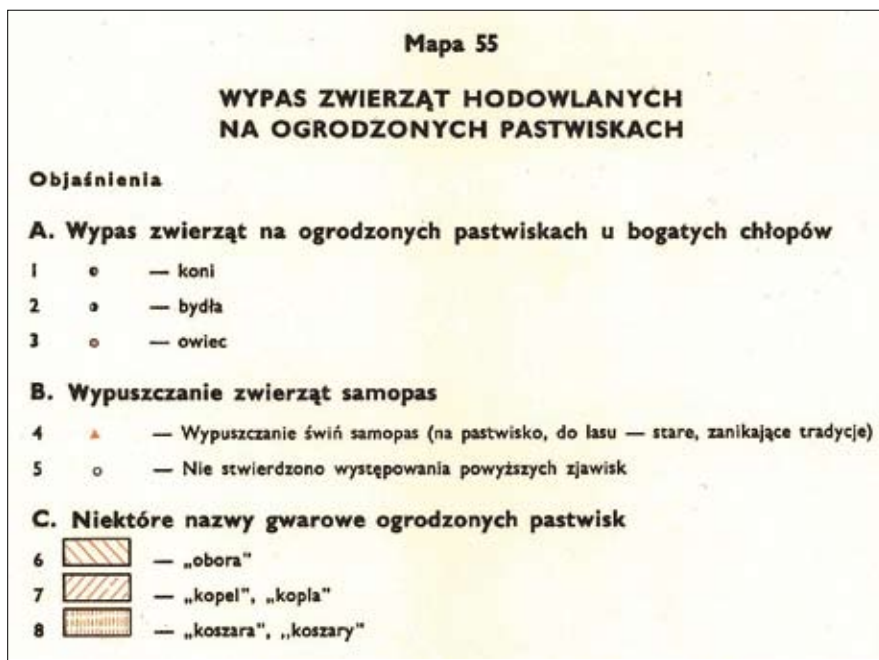 Mapa 55
WYPAS ZWIERZĄT HODOWLANYCH
NA OGRODZONYCH PASTWISKACH
Objaśnienia
A. Wypas zwierząt na ogrodzonych pastwiskach u bogatych chłopów
1 — koni
2 — bydła
3 — owiec
B. Wypuszczanie zwierząt samopas
4 — Wypuszczanie świń samopas (na pastwisko, do lasu — stare, zanikające tradycje)
5 — Nie stwierdzono występowania powyższych zjawisk
C. Niektóre nazwy gwarowe ogrodzonych pastwisk
6 — „obora”
7 — „kopel”, „kopla”
8 — „koszara”, „koszary”